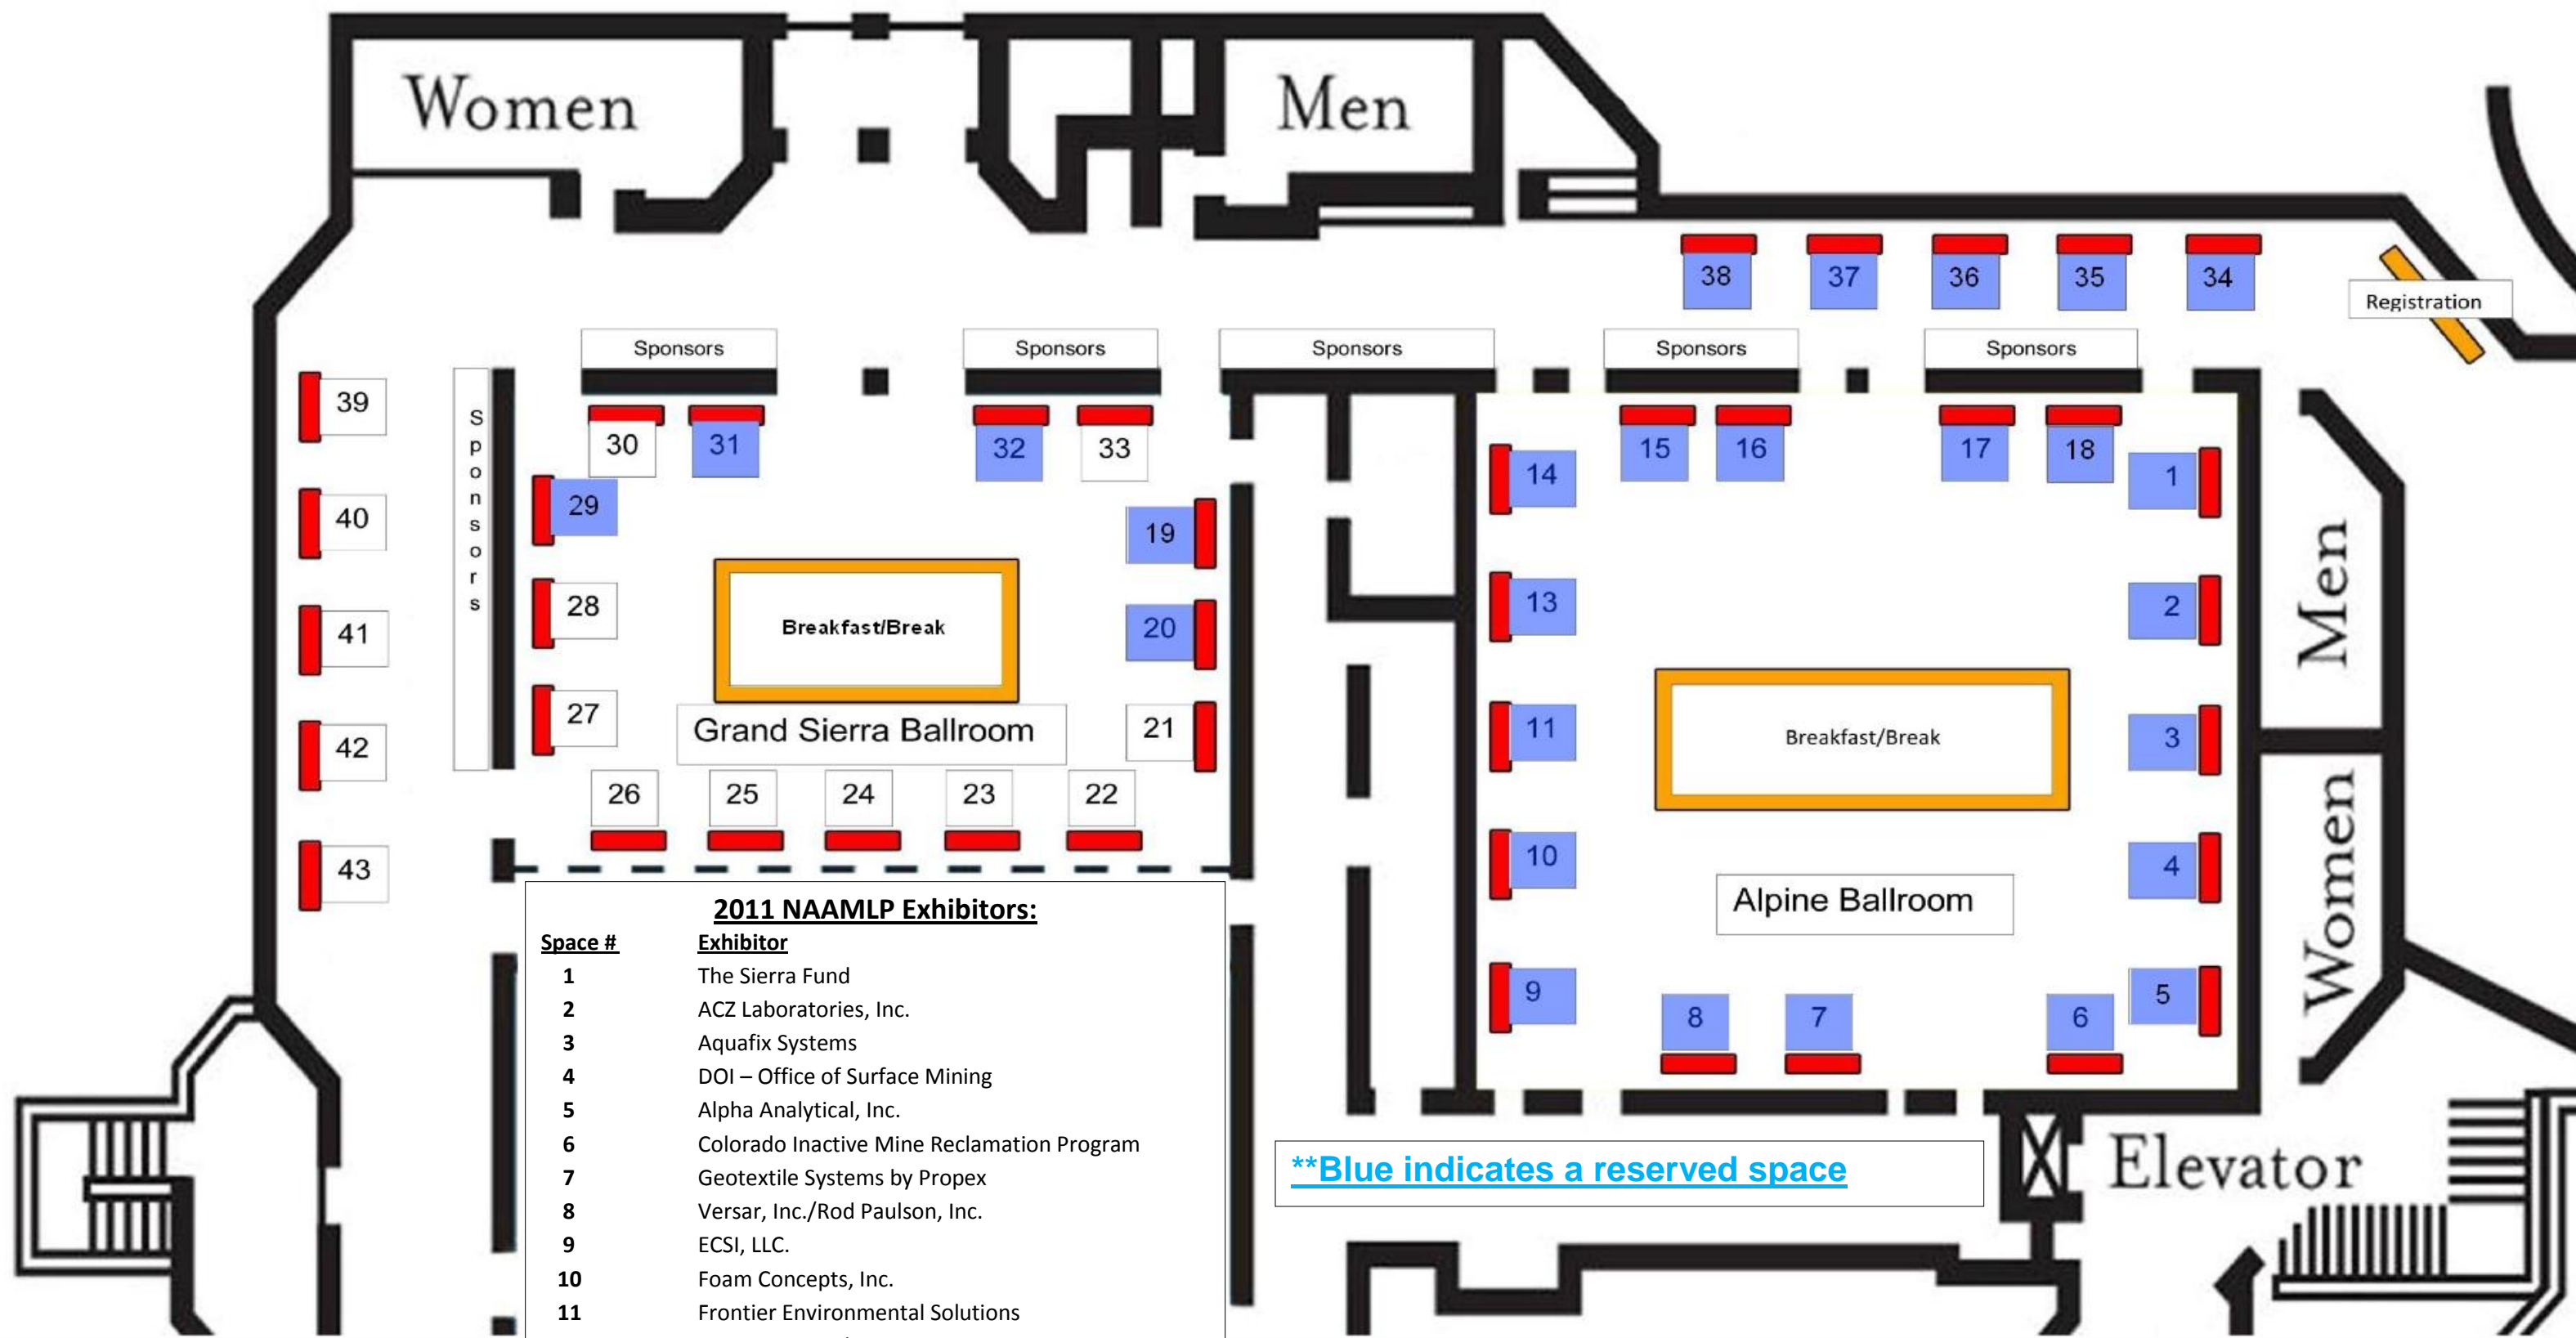 Women
Men
38
37
36
35
34
Registration
Sponsors
Sponsors
Sponsors
Sponsors
Sponsors
Sponsors
39
40
41
42
43
30
31
32
33
29
28
27
19
20
21
Breakfast/Break
Grand Sierra Ballroom
26
25
24
23
22
15
16
17
18
14
13
11
10
9
1
2
3
4
5
8
7
6
Breakfast/Break
Alpine Ballroom
Men
Women
Elevator
**Blue indicates a reserved space
2011 NAAMLP Exhibitors:
Space # Exhibitor
1 The Sierra Fund
2 ACZ Laboratories, Inc.
3 Aquafix Systems
4 DOI – Office of Surface Mining
5 Alpha Analytical, Inc.
6 Colorado Inactive Mine Reclamation Program
7 Geotextile Systems by Propex
8 Versar, Inc./Rod Paulson, Inc.
9 ECSI, LLC.
10 Foam Concepts, Inc.
11 Frontier Environmental Solutions